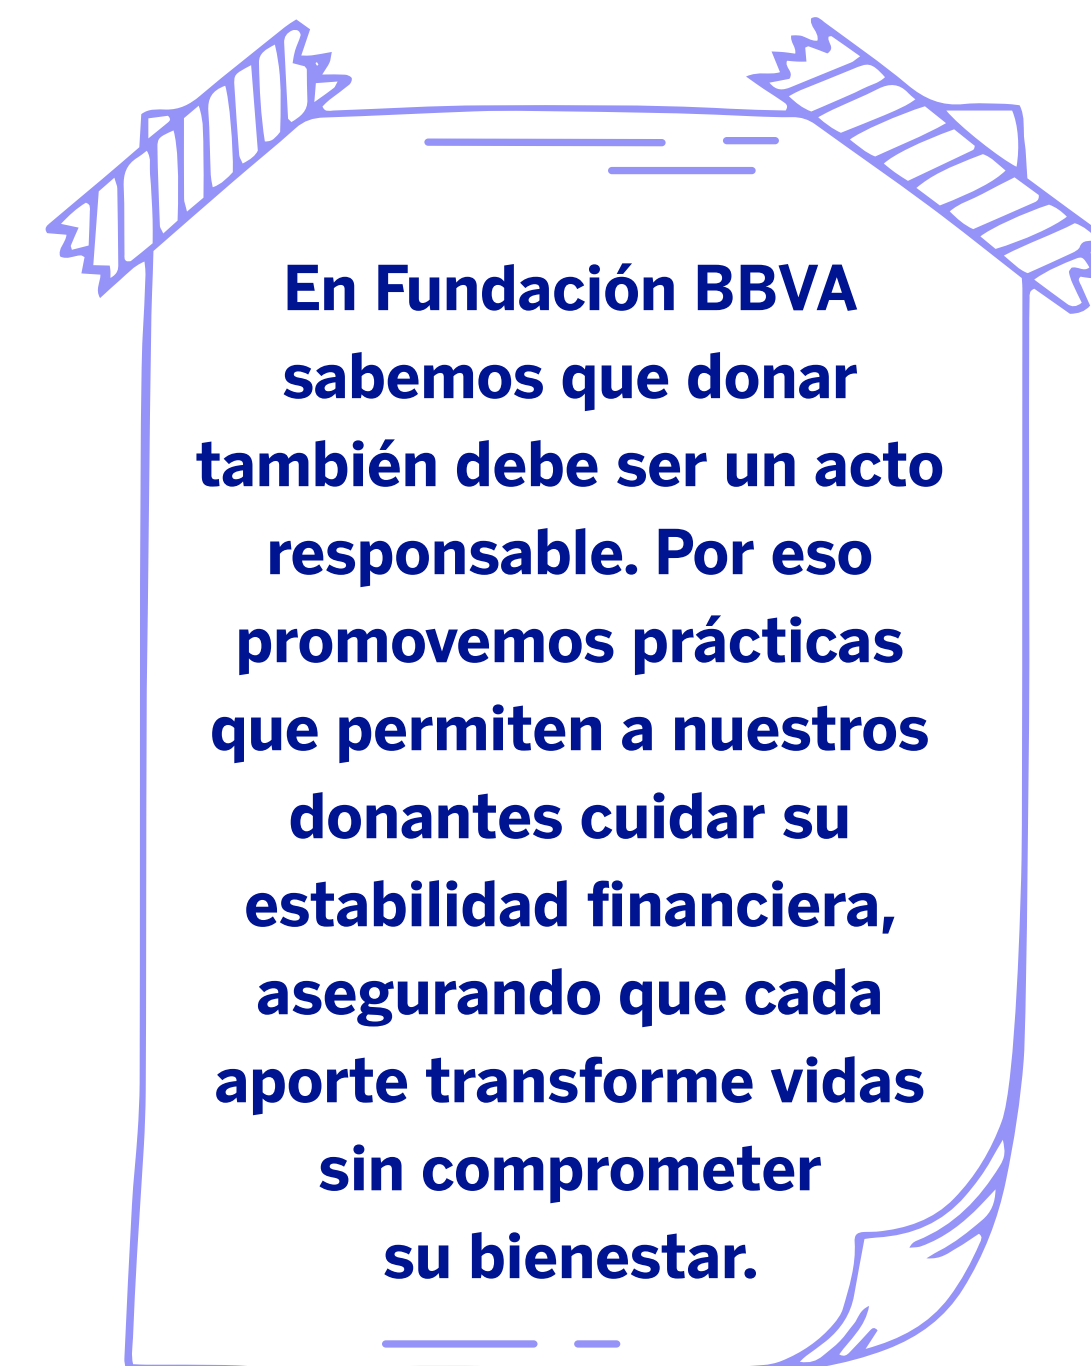 En Fundación BBVA
sabemos que donar
también debe ser un acto
responsable. Por eso
promovemos prácticas
que permiten a nuestros
donantes cuidar su
estabilidad financiera,
asegurando que cada
aporte transforme vidas
sin comprometer
su bienestar.